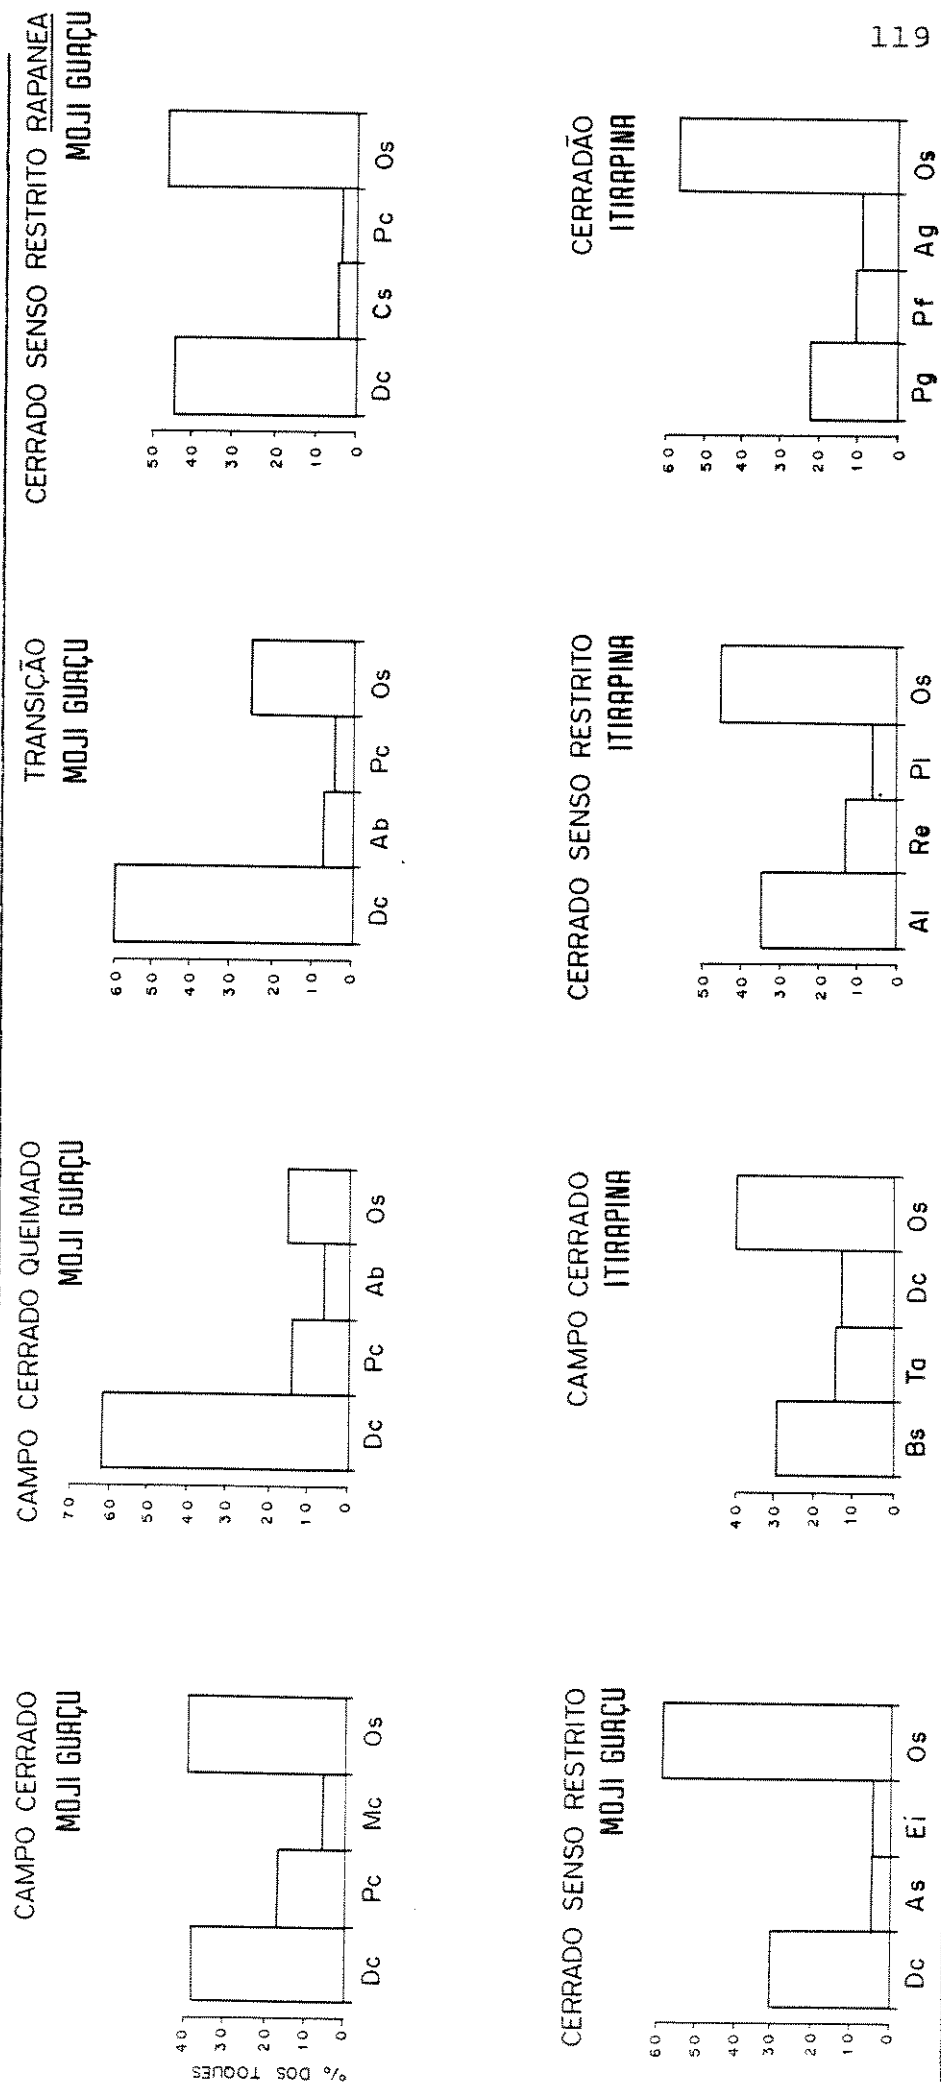 119
CAMPO CERRADO
MOJI GUAÇU
% DOS TOQUES
40
30
20
10
0
Dc Pc Mc Os
CAMPO CERRADO QUEIMADO
MOJI GUAÇU
70
60
50
40
30
20
10
0
Dc Pc Ab Os
TRANSIÇÃO
MOJI GUAÇU
60
50
40
30
20
10
0
Dc Ab Pc Os
CERRADO SENSO RESTRITO RAPANEA
MOJI GUAÇU
50
40
30
20
10
0
Dc Cs Pc Os
CERRADO SENSO RESTRITO
MOJI GUAÇU
60
50
40
30
20
10
0
Dc As Ei Os
CAMPO CERRADO
ITIRAPINA
40
30
20
10
0
Bs Ta Dc Os
CERRADO SENSO RESTRITO
ITIRAPINA
50
40
30
20
10
0
Al Re Pl Os
CERRADÃO
ITIRAPINA
60
50
40
30
20
10
0
Pg Pf Ag Os